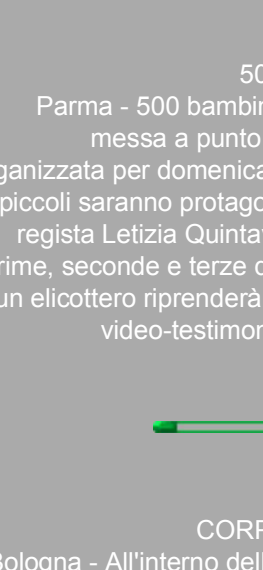 50
Parma - 500 bambin
messa a punto
ganizzata per domenica
piccoli saranno protago
regista Letizia Quinta
rime, seconde e terze
un elicottero riprenderà
video-testimon
CORP
Bologna - All'interno dell